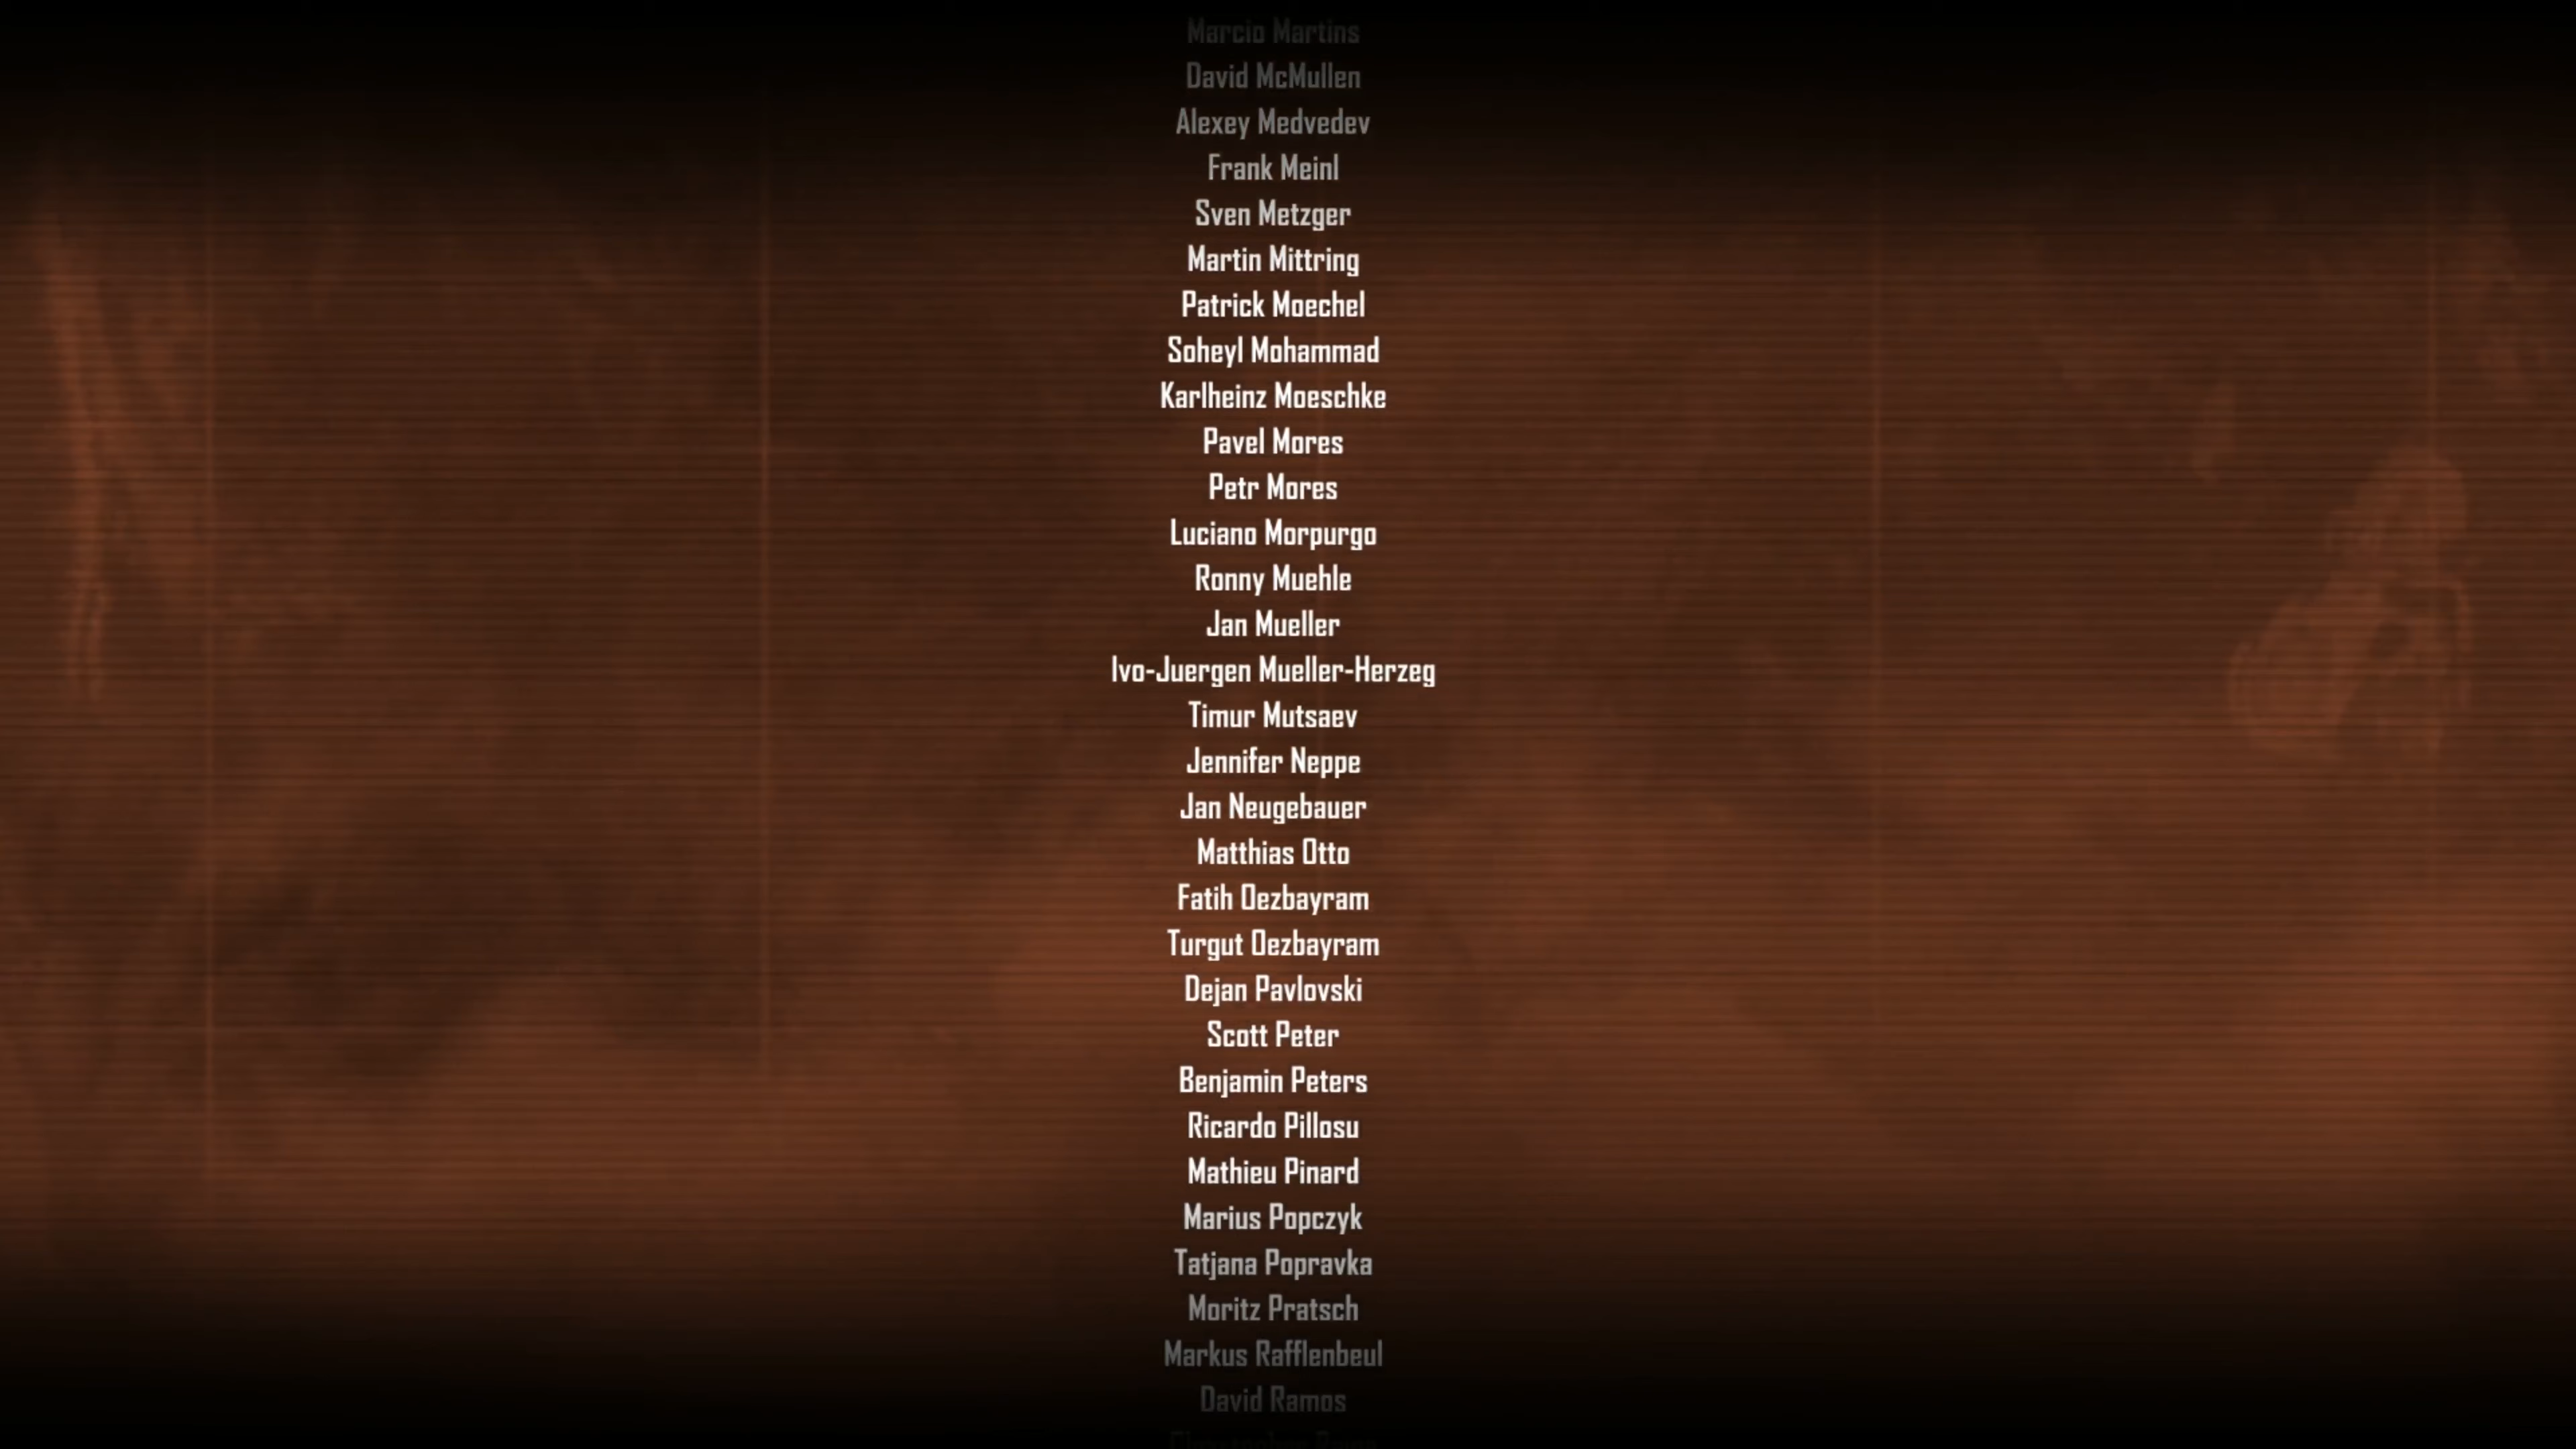 Marcio Martins
David McMullen
Alexey Medvedev
Frank Meinl
Sven Metzger
Martin Mittring
Patrick Moechel
Soheyl Mohammad
Karlheinz Moeschke
Pavel Mores
Petr Mores
Luciano Morpurgo
Ronny Muehle
Jan Mueller
Ivo-Juergen Mueller-Herzeg
Timur Mutsaev
Jennifer Neppe
Jan Neugebauer
Matthias Otto
Fatih Oezbayram
Turgut Oezbayram
Dejan Pavlovski
Scott Peter
Benjamin Peters
Ricardo Pillosu
Mathieu Pinard
Marius Popczyk
Tatjana Popravka
Moritz Pratsch
Markus Rafflenbeul
David Ramos